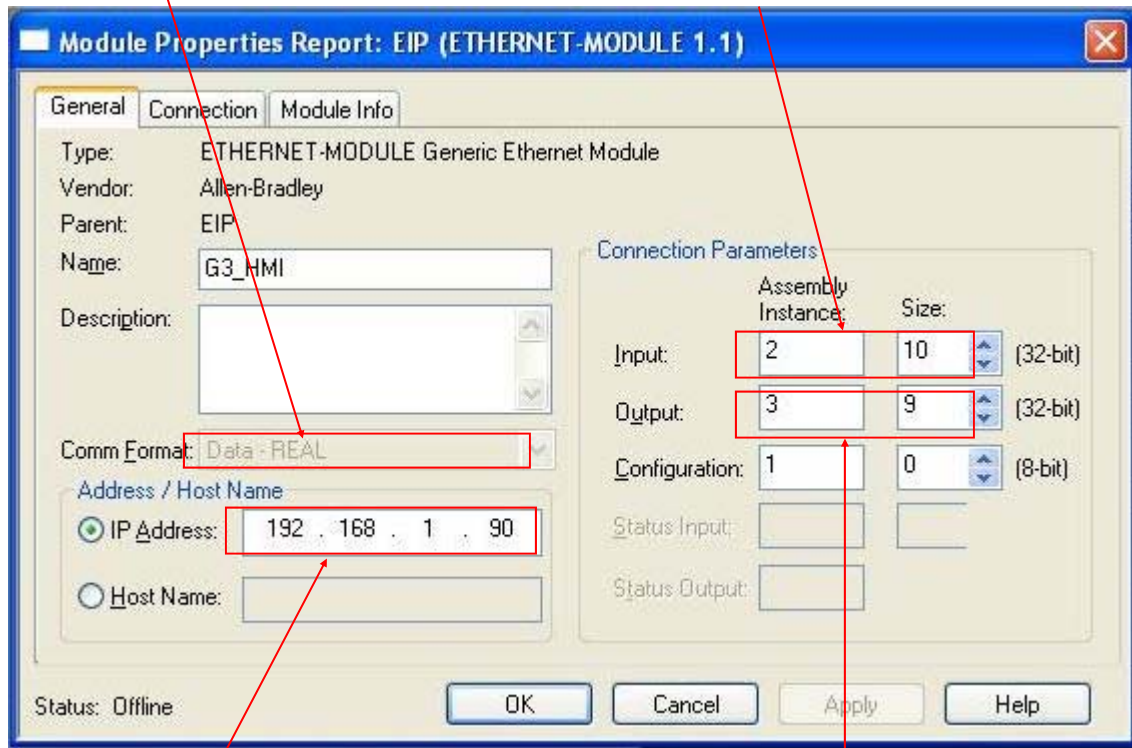 Module Properties Report: EIP (ETHERNET-MODULE 1.1)
General Connection Module Info
Type: ETHERNET-MODULE Generic Ethernet Module
Vendor: Allen-Bradley
Parent: EIP
Name: G3_HMI
Description:
Comm Format: Data - REAL
Address / Host Name
IP Address: 192 . 168 . 1 . 90
Host Name:
Connection Parameters
Assembly
Instance: Size:
Input: 2 10 (32-bit)
Output: 3 9 (32-bit)
Configuration: 1 0 (8-bit)
Status Input:
Status Output:
Status: Offline OK Cancel Apply Help